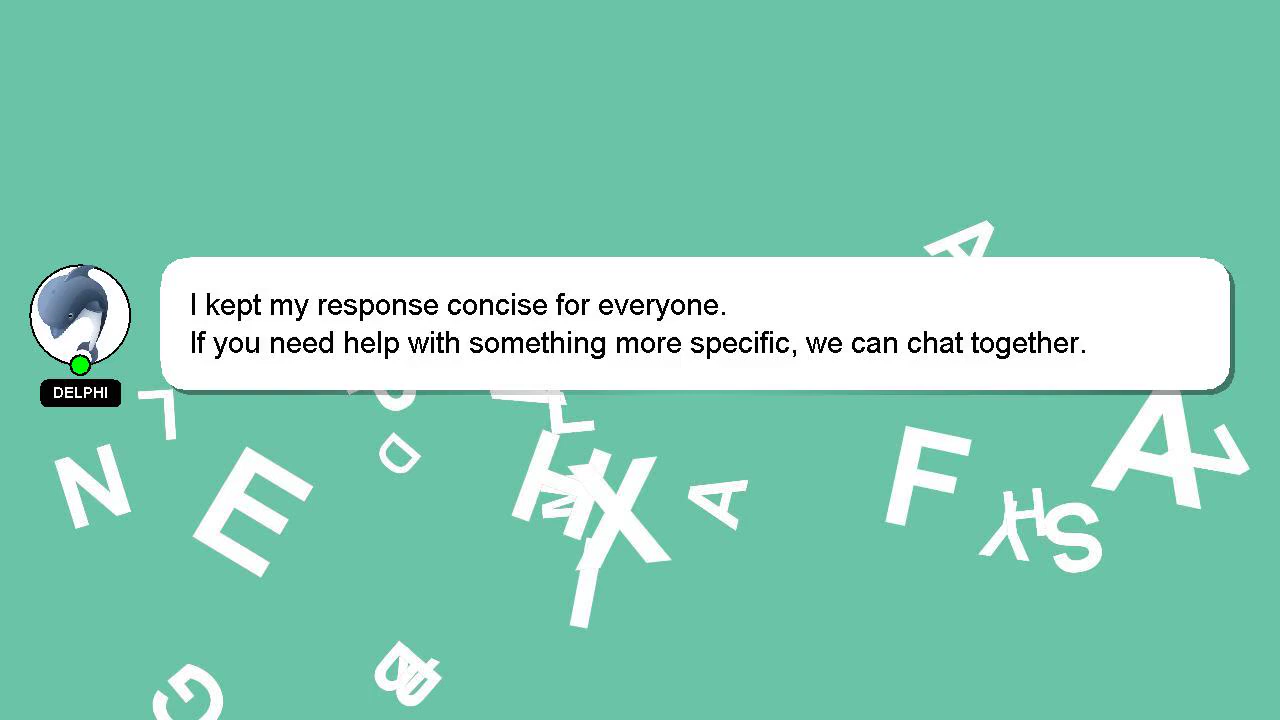 I kept my response concise for everyone.
If you need help with something more specific, we can chat together.
DELPHI
A
L
N
E
D
L
H
N
X
I
A
F
X
H
S
A
Z
G
B